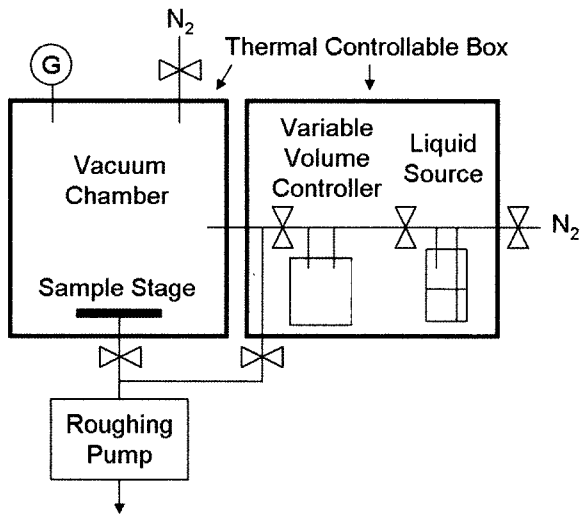 N2
G
Thermal Controllable Box
Vacuum
Chamber
Variable
Volume
Controller
Liquid
Source
N2
Sample Stage
Roughing
Pump